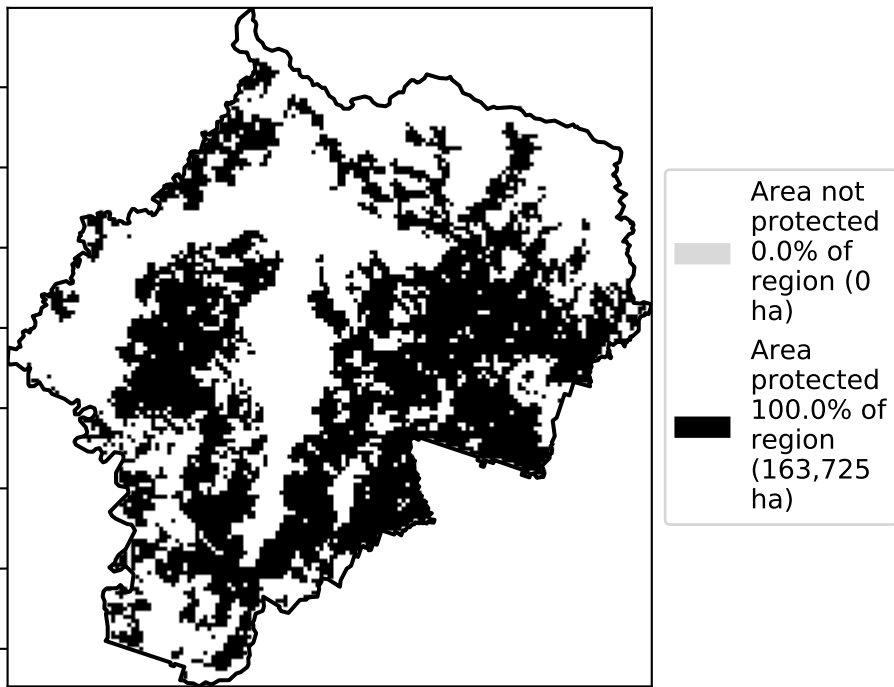 Area not
protected
0.0% of
region (0
ha)
Area
protected
100.0% of
region
(163,725
ha)